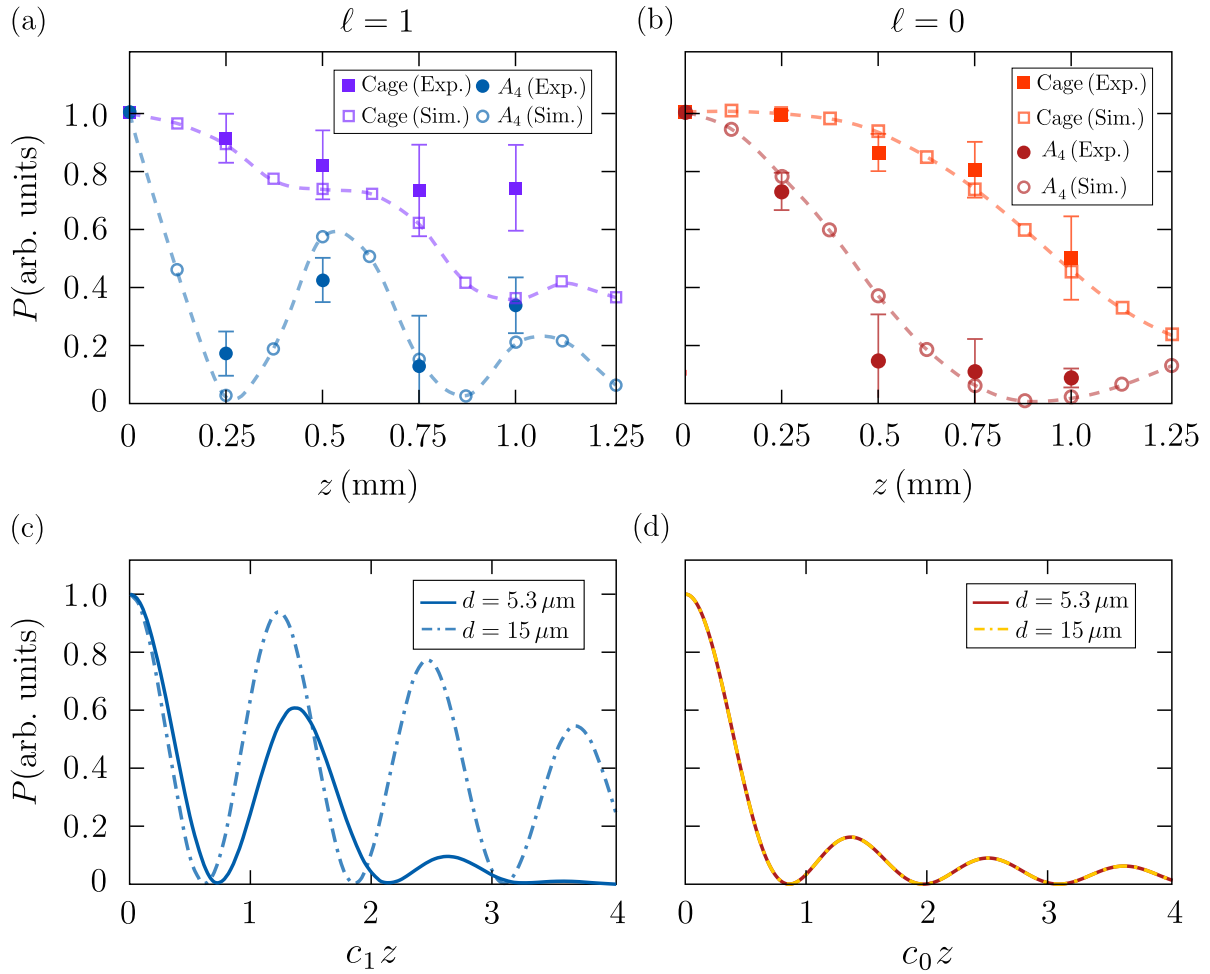 (a) ℓ = 1
P(arb. units)
1.0
0.8
0.6
0.4
0.2
0
Cage (Exp.) A₄ (Exp.)
Cage (Sim.) A₄ (Sim.)
0 0.25 0.5 0.75 1.0 1.25
z (mm)
(b) ℓ = 0
Cage (Exp.)
Cage (Sim.)
A₄ (Exp.)
A₄ (Sim.)
0 0.25 0.5 0.75 1.0 1.25
z (mm)
(c)
P(arb. units)
1.0
0.8
0.6
0.4
0.2
0
d = 5.3 μm
d = 15 μm
0 1 2 3 4
c₁z
(d)
d = 5.3 μm
d = 15 μm
0 1 2 3 4
c₀z